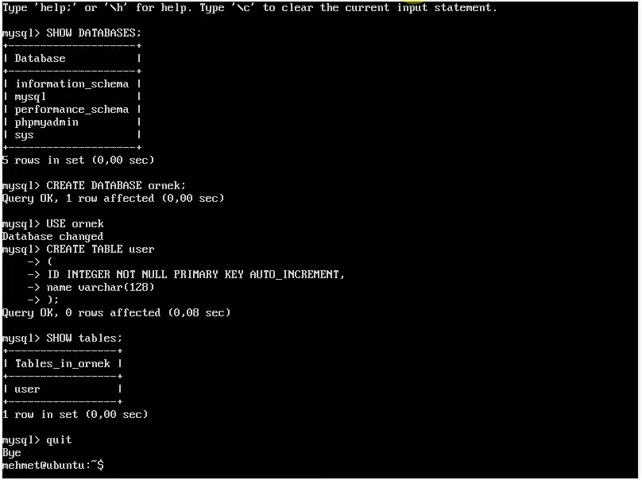 Type 'help;' or '\h' for help. Type '\c' to clear the current input statement.
mysql> SHOW DATABASES;
+--------------------+
| Database           |
+--------------------+
| information_schema |
| mysql              |
| performance_schema |
| phpmyadmin         |
| sys                |
+--------------------+
5 rows in set (0,00 sec)
mysql> CREATE DATABASE ornek;
Query OK, 1 row affected (0,00 sec)
mysql> USE ornek
Database changed
mysql> CREATE TABLE user
    -> (
    -> ID INTEGER NOT NULL PRIMARY KEY AUTO_INCREMENT,
    -> name varchar(128)
    -> );
Query OK, 0 rows affected (0,08 sec)
mysql> SHOW tables;
+-----------------+
| Tables_in_ornek |
+-----------------+
| user            |
+-----------------+
1 row in set (0,00 sec)
mysql> quit
Bye
mehmet@ubuntu:~$